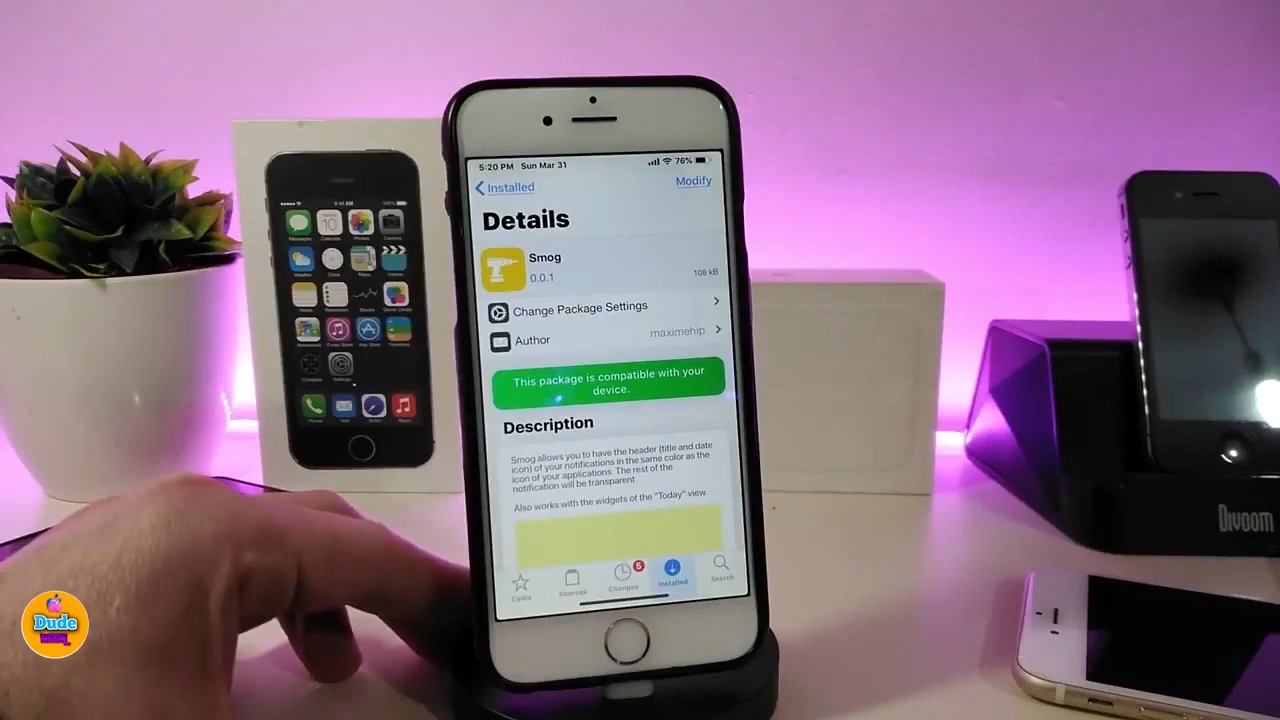 5:20 PM Sun Mar 31
76%
Installed
Modify
Details
Smog
0.0.1
108 kB
Change Package Settings
Author
maximehip
This package is compatible with your
device.
Description
Smog allows you to have the header (title and date
icon) of your notifications in the same color as the
icon of your applications. The rest of the
notification will be transparent
Also works with the widgets of the "Today" view.
Cydia
Sources
Changes
5
Installed
Search
Divoom
Dude